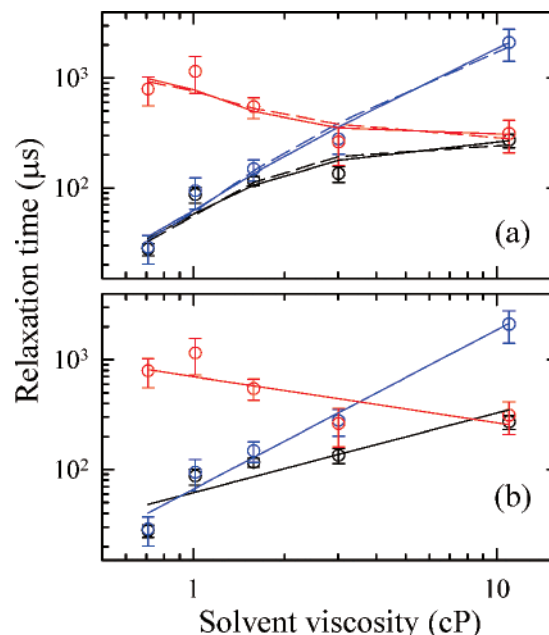 10³
10²
(a)
Relaxation time (μs)
10³
10²
(b)
1
10
Solvent viscosity (cP)